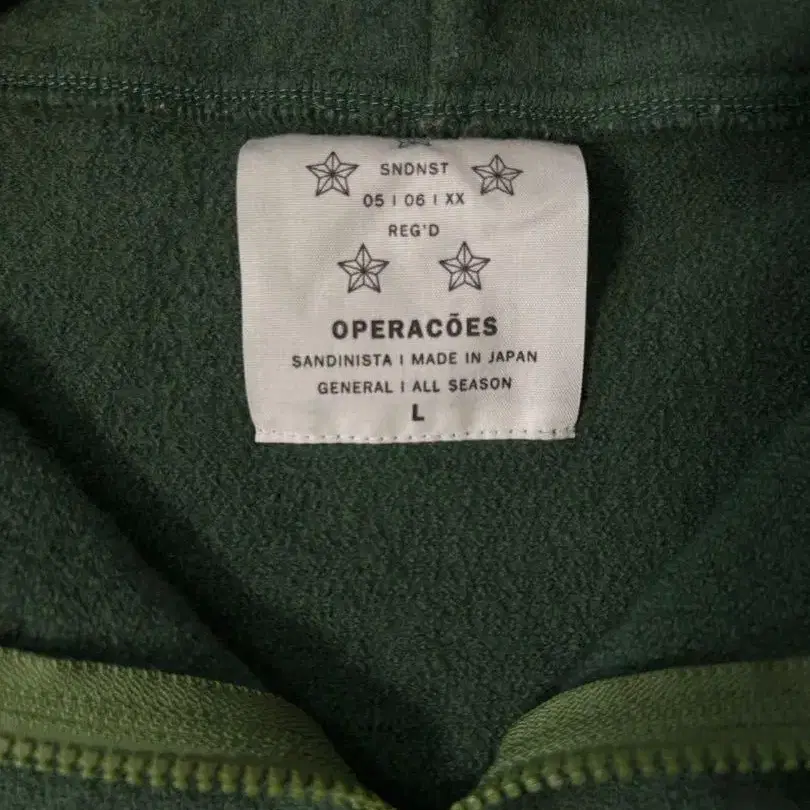 SNDNST
05 | 06 | XX
REG'D
OPERACÕES
SANDINISTA | MADE IN JAPAN
GENERAL | ALL SEASON
L